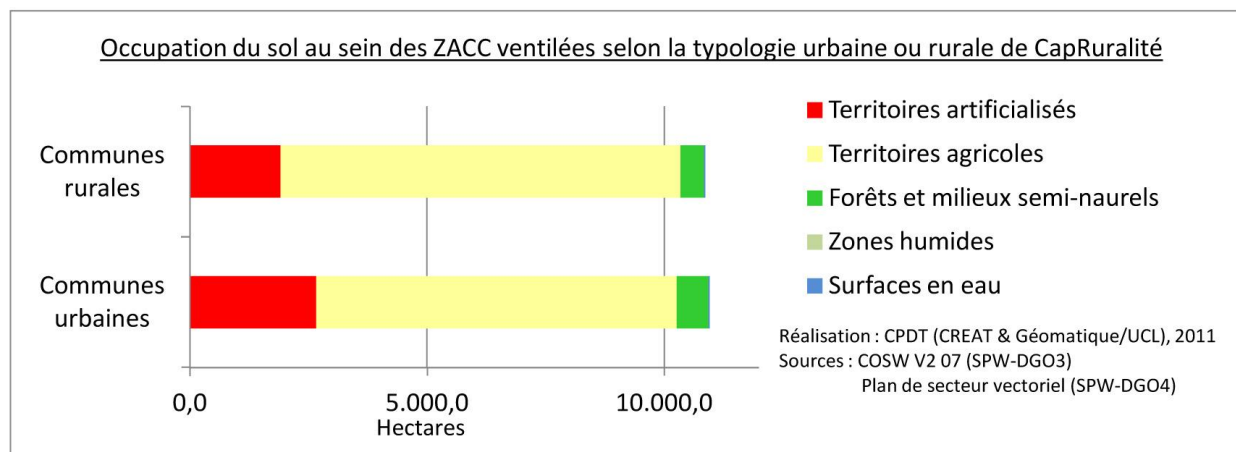 Occupation du sol au sein des ZACC ventilées selon la typologie urbaine ou rurale de CapRuralité
Communes
rurales
Communes
urbaines
0,0
5.000,0
10.000,0
Hectares
Territoires artificialisés
Territoires agricoles
Forêts et milieux semi-naurels
Zones humides
Surfaces en eau
Réalisation : CPDT (CREAT & Géomatique/UCL), 2011
Sources : COSW V2 07 (SPW-DGO3)
Plan de secteur vectoriel (SPW-DGO4)